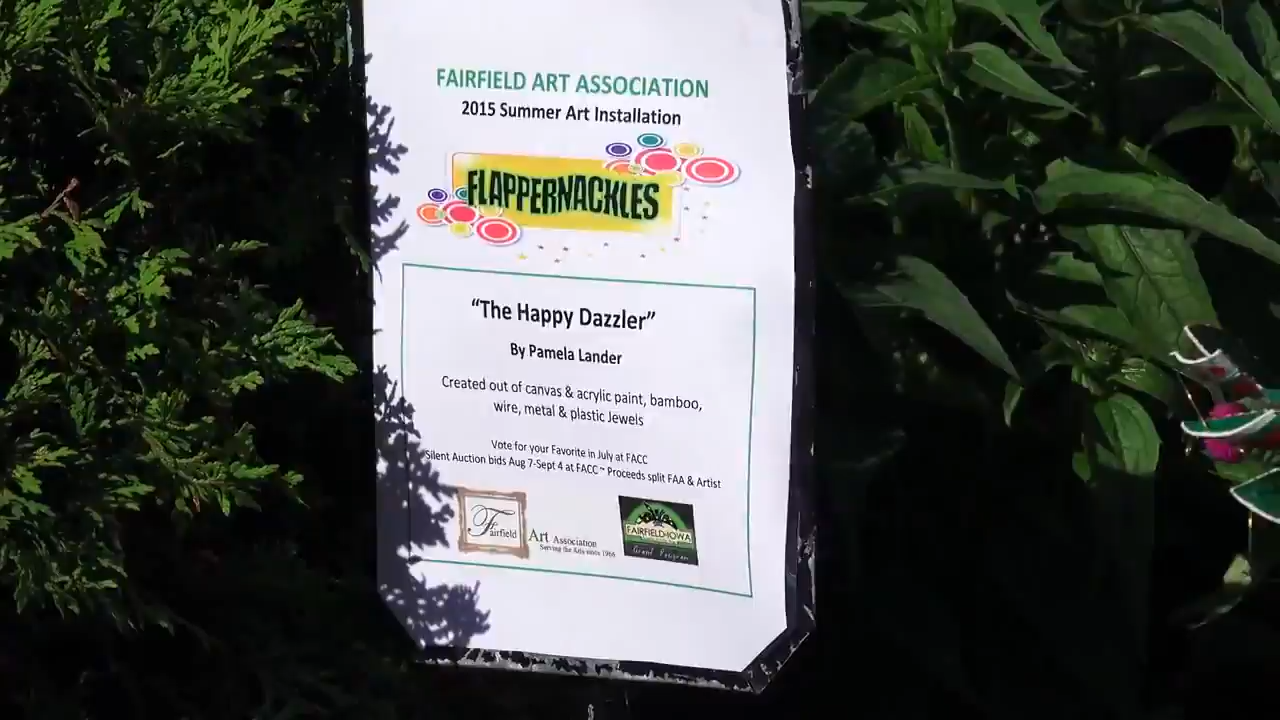 FAIRFIELD ART ASSOCIATION
2015 Summer Art Installation
FLAPPERNACKLES
“The Happy Dazzler”
By Pamela Lander
Created out of canvas & acrylic paint, bamboo,
wire, metal & plastic Jewels
Vote for your Favorite in July at FACC
Silent Auction bids Aug 7-Sept 4 at FACC ~ Proceeds split FAA & Artist
Fairfield
Art Association
Serving the Arts since 1966
FAIRFIELD IOWA
Grant Program